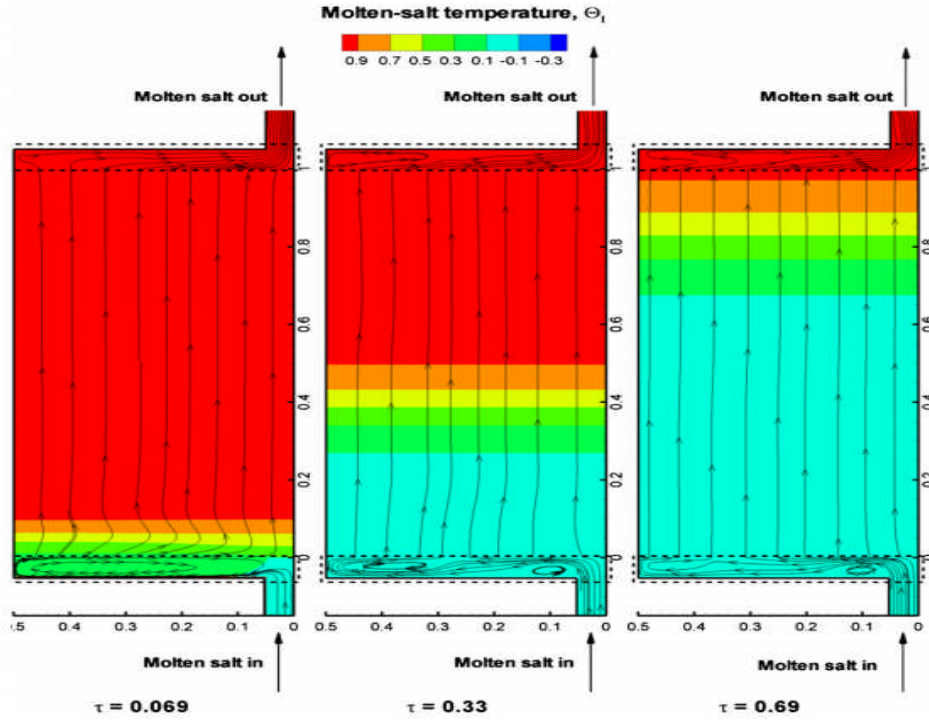 Molten-salt temperature, Θl
0.9 0.7 0.5 0.3 0.1 -0.1 -0.3
Molten salt out Molten salt out Molten salt out
1 1 1
0.8 0.8 0.8
0.6 0.6 0.6
0.4 0.4 0.4
0.2 0.2 0.2
0 0 0
.5 0.4 0.3 0.2 0.1 0 0.5 0.4 0.3 0.2 0.1 0 0.5 0.4 0.3 0.2 0.1 0
Molten salt in Molten salt in Molten salt in
τ = 0.069 τ = 0.33 τ = 0.69